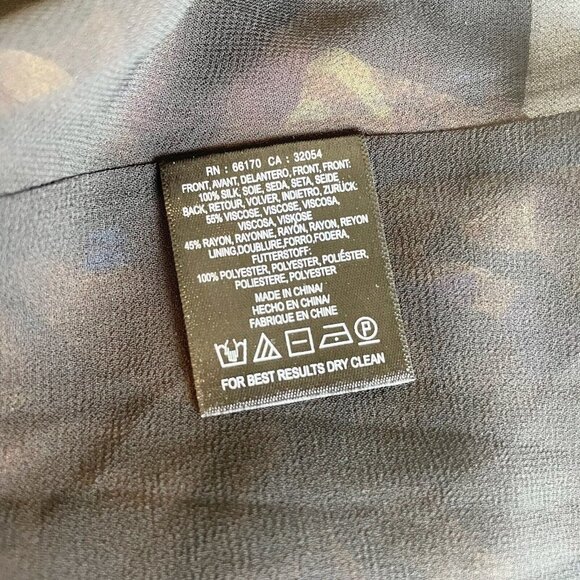 RN : 66170 CA : 32054
FRONT, AVANT, DELANTERO, FRONT, FRONT:
100% SILK, SOIE, SEDA, SETA, SEIDE
BACK, RETOUR, VOLVER, INDIETRO, ZURÜCK:
55% VISCOSE, VISCOSE, VISCOSA,
VISCOSA, VISKOSE
45% RAYON, RAYONNE, RAYÓN, RAYON, REYON
LINING,DOUBLURE,FORRO,FODERA,
FUTTERSTOFF:
100% POLYESTER, POLYESTER, POLIÉSTER,
POLIESTERE, POLYESTER
MADE IN CHINA/
HECHO EN CHINA/
FABRIQUE EN CHINE
P
FOR BEST RESULTS DRY CLEAN